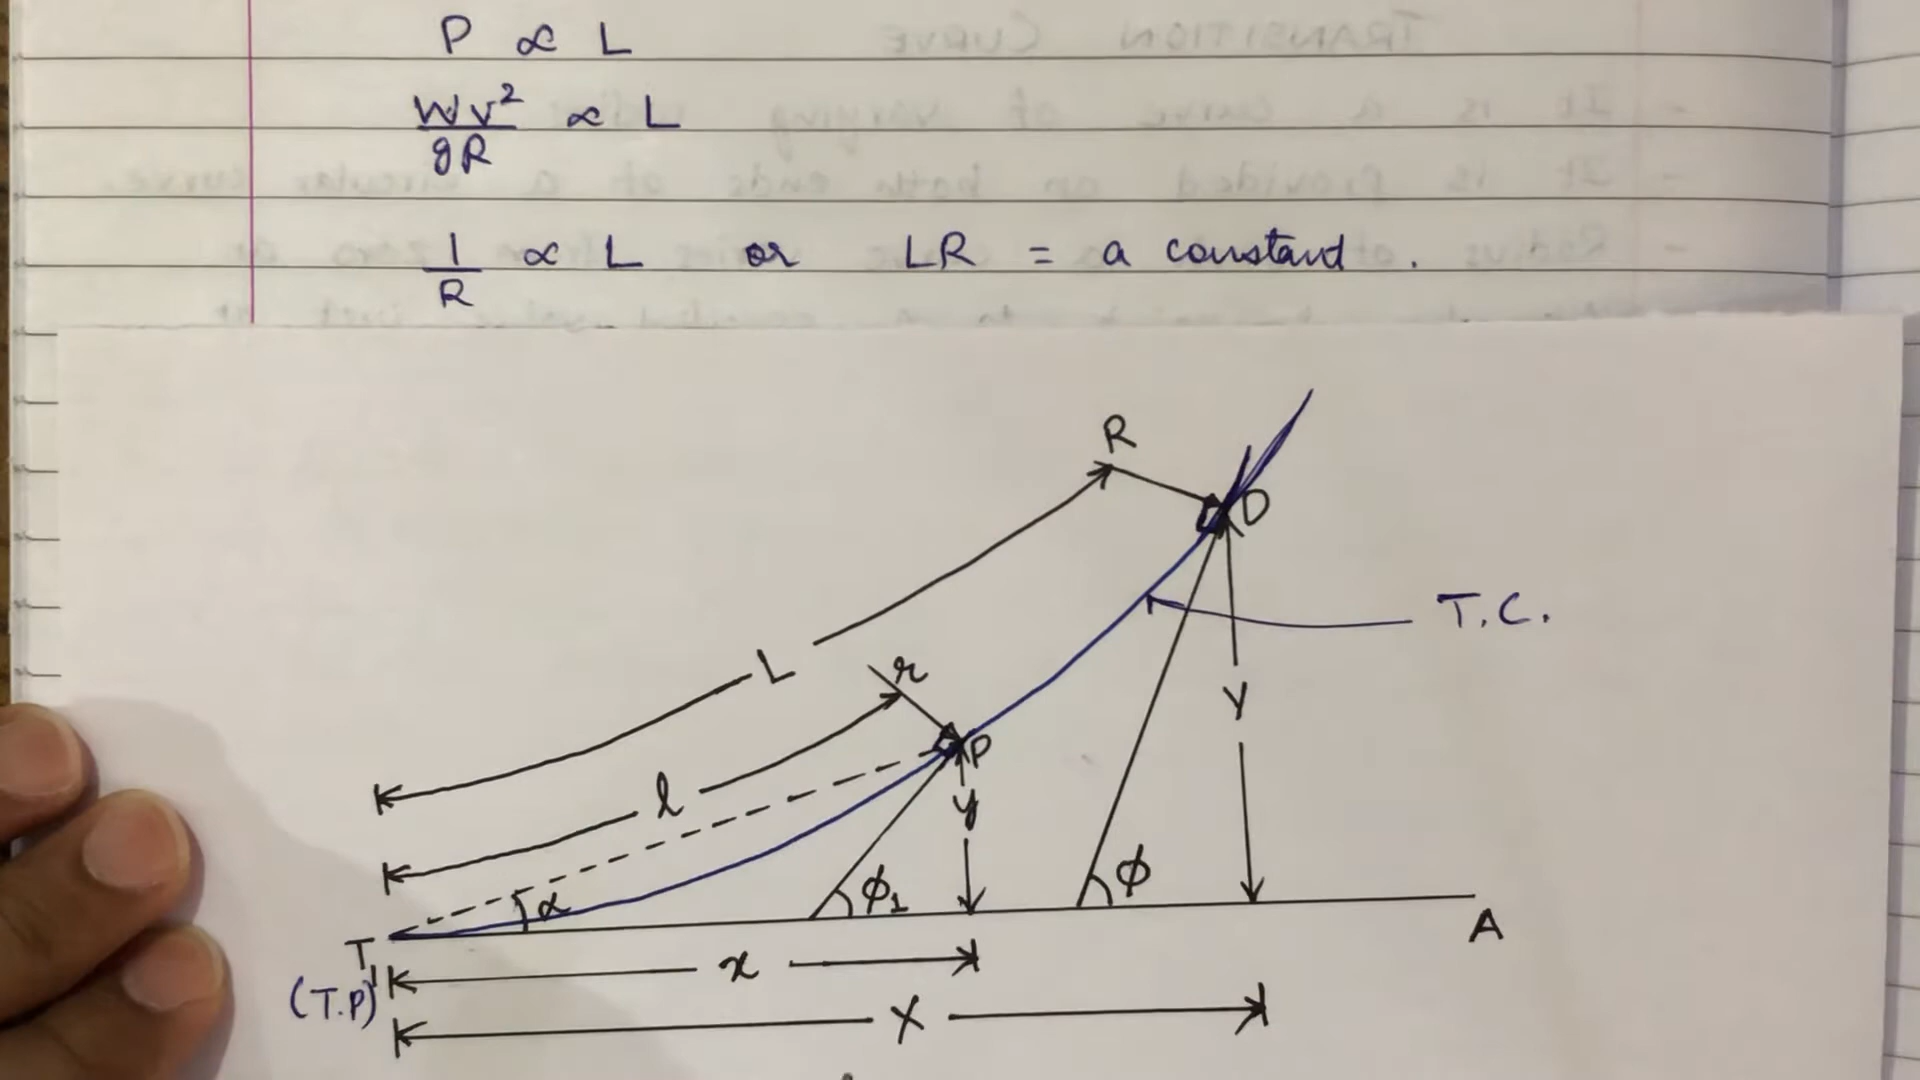 P ∝ L
Wv²/gR ∝ L
1/R ∝ L or LR = a constant.
R
D
T.C.
L
r
l
P
y
Y
α
ϕ₁
ϕ
T
A
(T.P)
x
X